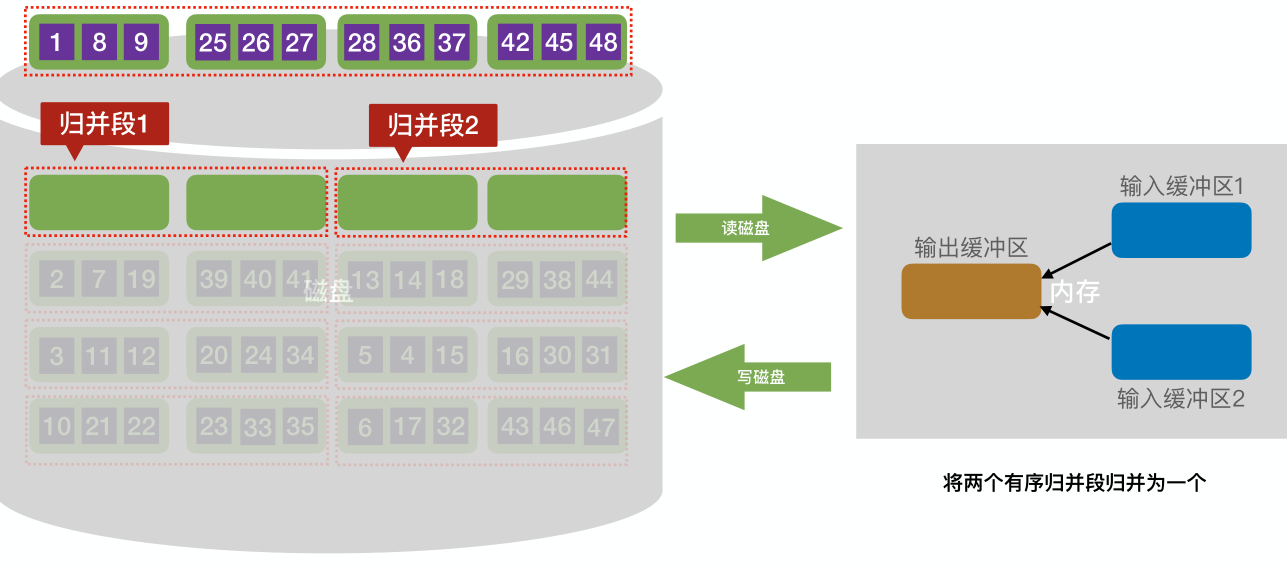 1 8 9 25 26 27 28 36 37 42 45 48
归并段1 归并段2
输入缓冲区1
读磁盘
输出缓冲区
2 7 19 39 40 41 13 14 18 29 38 44
磁盘
内存
3 11 12 20 24 34 5 4 15 16 30 31
写磁盘
输入缓冲区2
10 21 22 23 33 35 6 17 32 43 46 47
将两个有序归并段归并为一个